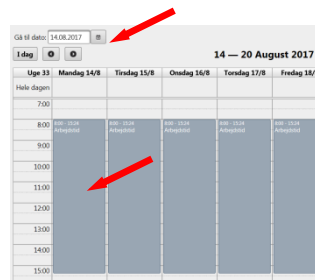 Gå til dato: 14.08.2017
I dag 14 — 20 August 2017
Uge 33 Mandag 14/8 Tirsdag 15/8 Onsdag 16/8 Torsdag 17/8 Fredag 18/
Hele dagen
7:00
8:00 8:00 - 15:24 8:00 - 15:24 8:00 - 15:24 8:00 - 15:24 8:00 - 15:24
Arbejdstid Arbejdstid Arbejdstid Arbejdstid Arbejdstid
9:00
10:00
11:00
12:00
13:00
14:00
15:00